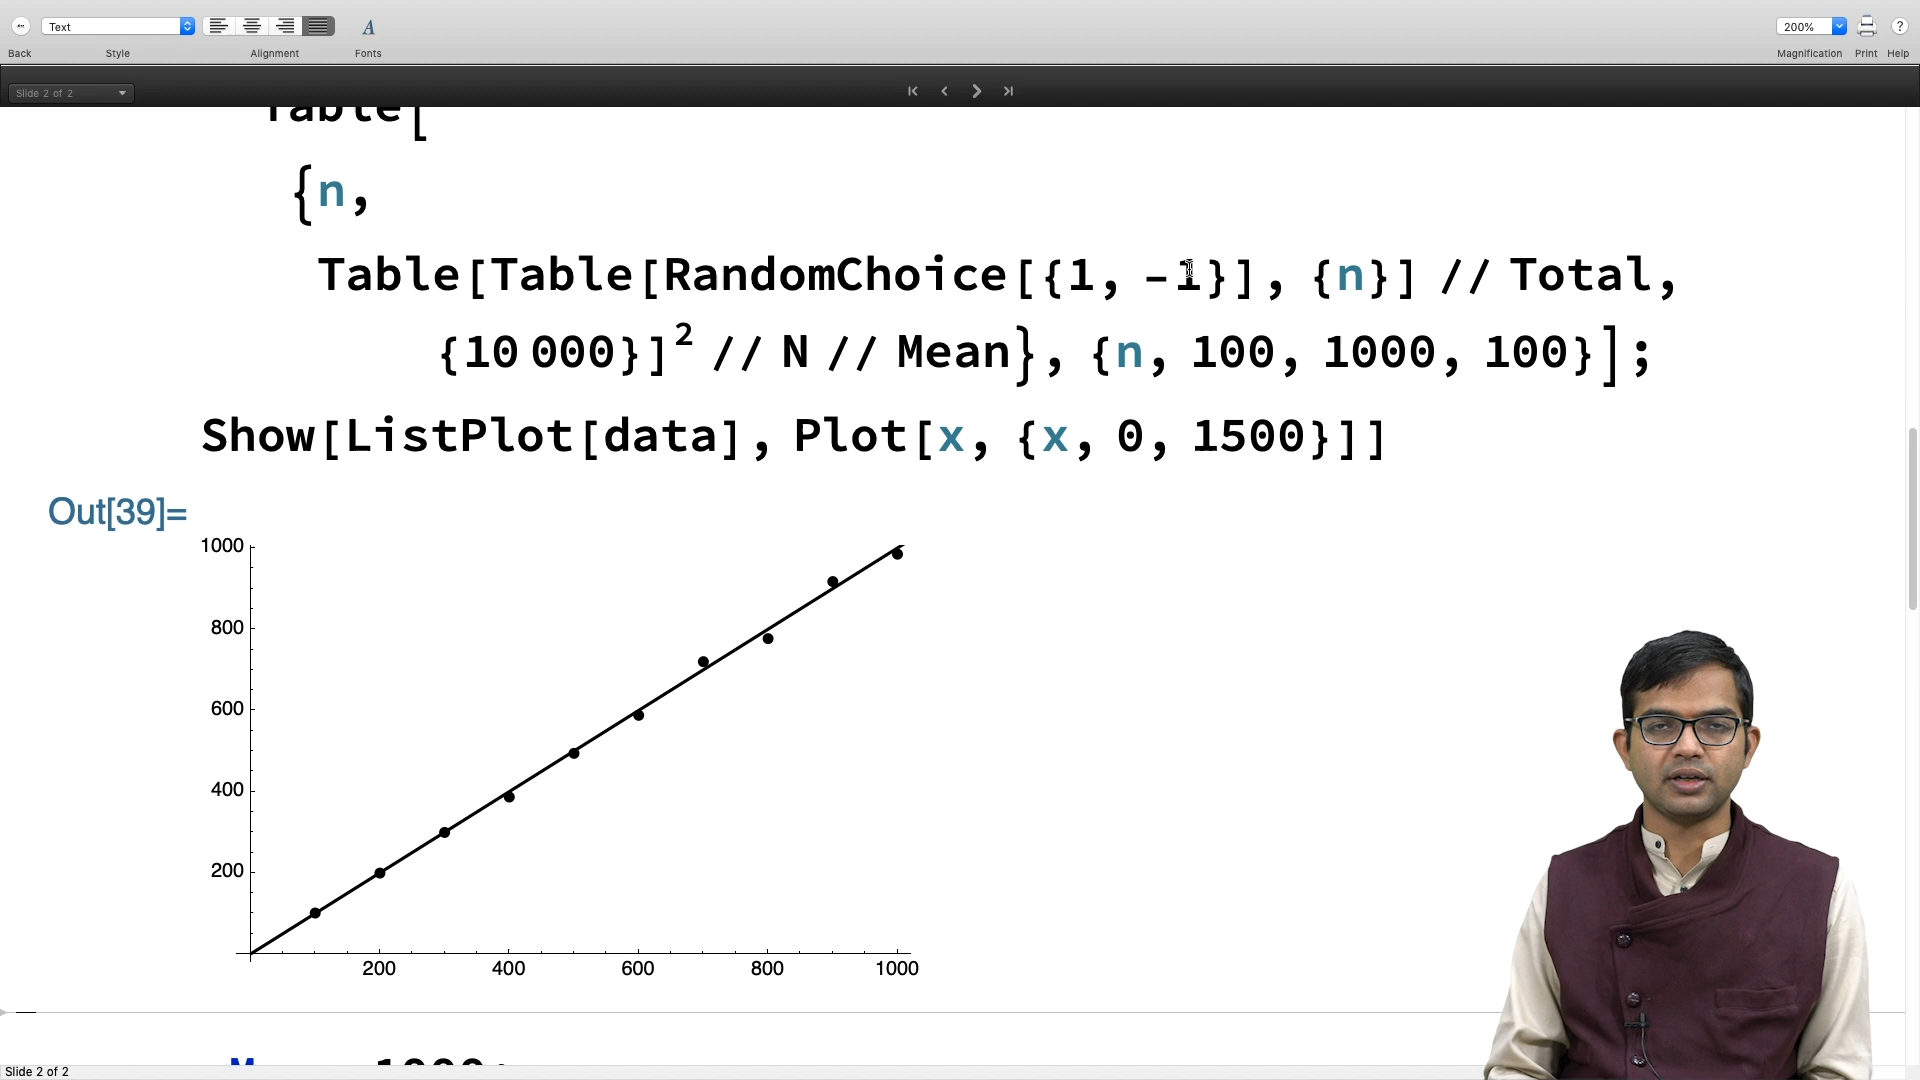 Text
200%
Back
Style
Alignment
Fonts
Magnification
Print
Help
Slide 2 of 2
Table[
{n,
Table[Table[RandomChoice[{1, -1}], {n}] // Total,
{10 000}]² // N // Mean}, {n, 100, 1000, 100}];
Show[ListPlot[data], Plot[x, {x, 0, 1500}]]
Out[39]=
1000
800
600
400
200
200 400 600 800 1000
Slide 2 of 2